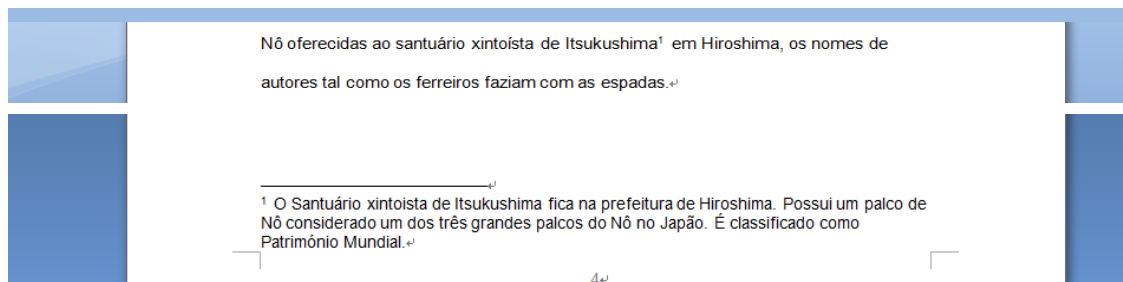 Nô oferecidas ao santuário xintoísta de Itsukushima¹ em Hiroshima, os nomes de
autores tal como os ferreiros faziam com as espadas.
¹ O Santuário xintoista de Itsukushima fica na prefeitura de Hiroshima. Possui um palco de
Nô considerado um dos três grandes palcos do Nô no Japão. É classificado como
Património Mundial.
4